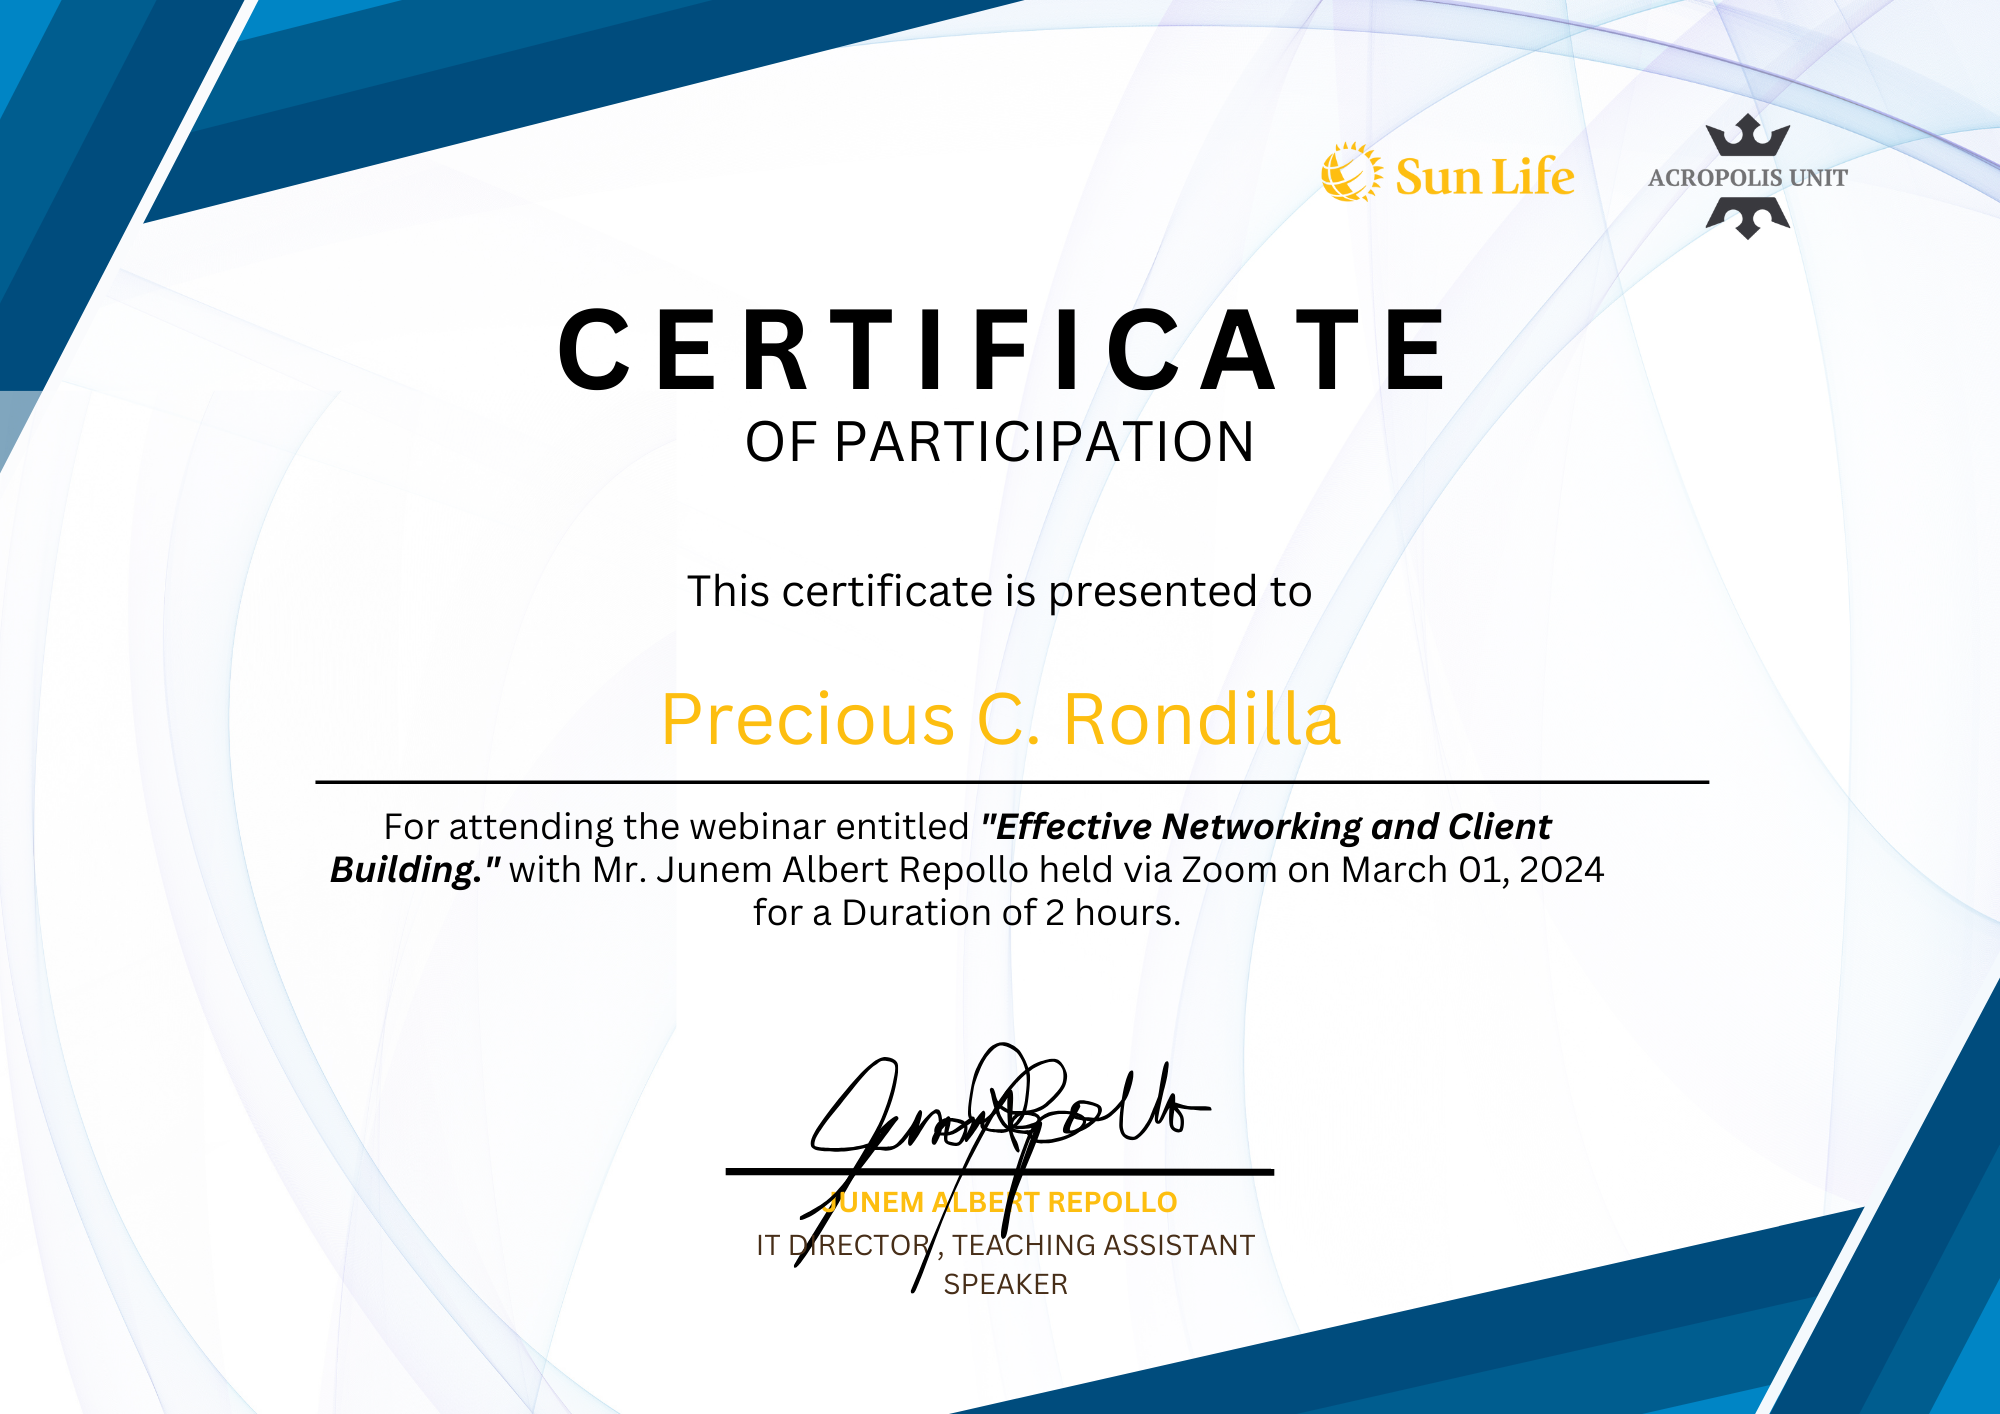 Sun Life
ACROPOLIS UNIT
CERTIFICATE
OF PARTICIPATION
This certificate is presented to
Precious C. Rondilla
For attending the webinar entitled "Effective Networking and Client
Building." with Mr. Junem Albert Repollo held via Zoom on March 01, 2024
for a Duration of 2 hours.
Junem A Repollo
JUNEM ALBERT REPOLLO
IT DIRECTOR , TEACHING ASSISTANT
SPEAKER